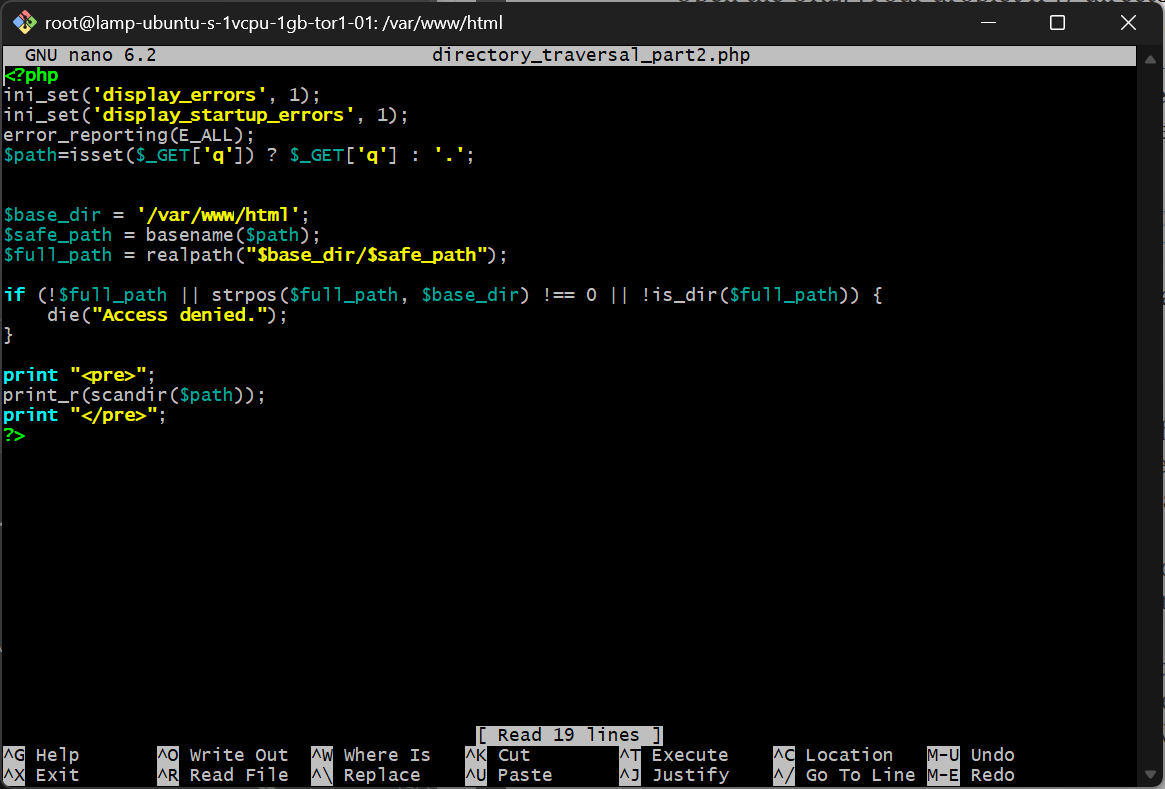 root@lamp-ubuntu-s-1vcpu-1gb-tor1-01: /var/www/html
GNU nano 6.2 directory_traversal_part2.php
<?php
ini_set('display_errors', 1);
ini_set('display_startup_errors', 1);
error_reporting(E_ALL);
$path=isset($_GET['q']) ? $_GET['q'] : '.';
$base_dir = '/var/www/html';
$safe_path = basename($path);
$full_path = realpath("$base_dir/$safe_path");
if (!$full_path || strpos($full_path, $base_dir) !== 0 || !is_dir($full_path)) {
    die("Access denied.");
}
print "<pre>";
print_r(scandir($path));
print "</pre>";
?>
[ Read 19 lines ]
^G Help ^O Write Out ^W Where Is ^K Cut ^T Execute ^C Location M-U Undo
^X Exit ^R Read File ^\ Replace ^U Paste ^J Justify ^/ Go To Line M-E Redo